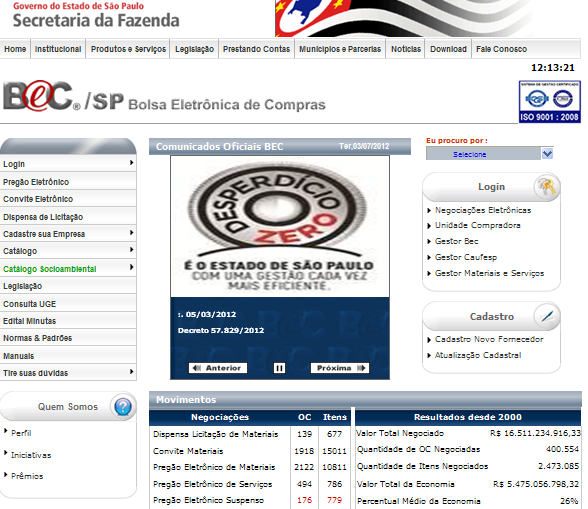 Governo do Estado de São Paulo
Secretaria da Fazenda
Home Institucional Produtos e Serviços Legislação Prestando Contas Municípios e Parcerias Notícias Download Fale Conosco
12:13:21
BeC® /SP Bolsa Eletrônica de Compras
ISO 9001 : 2008
Login
Pregão Eletrônico
Convite Eletrônico
Dispensa de Licitação
Cadastre sua Empresa
Catálogo
Catálogo Socioambiental
Legislação
Consulta UGE
Edital Minutas
Normas & Padrões
Manuais
Tire suas dúvidas
Quem Somos
Perfil
Iniciativas
Prêmios
Comunicados Oficiais BEC Ter,03/07/2012
DESPERDÍCIO
ZERO
É O ESTADO DE SÃO PAULO
COM UMA GESTÃO CADA VEZ
MAIS EFICIENTE.
:. 05/03/2012
Decreto 57.829/2012
Anterior Próxima
Eu procuro por :
Selecione
Login
Negociações Eletrônicas
Unidade Compradora
Gestor Bec
Gestor Caufesp
Gestor Materiais e Serviços
Cadastro
Cadastro Novo Fornecedor
Atualização Cadastral
Movimentos
Negociações OC Itens
Dispensa Licitação de Materiais 139 677
Convite Materiais 1918 15011
Pregão Eletrônico de Materiais 2122 10811
Pregão Eletrônico de Serviços 494 786
Pregão Eletrônico Suspenso 176 779
Resultados desde 2000
Valor Total Negociado R$ 16.511.234.916,33
Quantidade de OC Negociadas 400.554
Quantidade de Itens Negociados 2.473.085
Valor Total da Economia R$ 5.475.056.798,32
Percentual Médio da Economia 26%